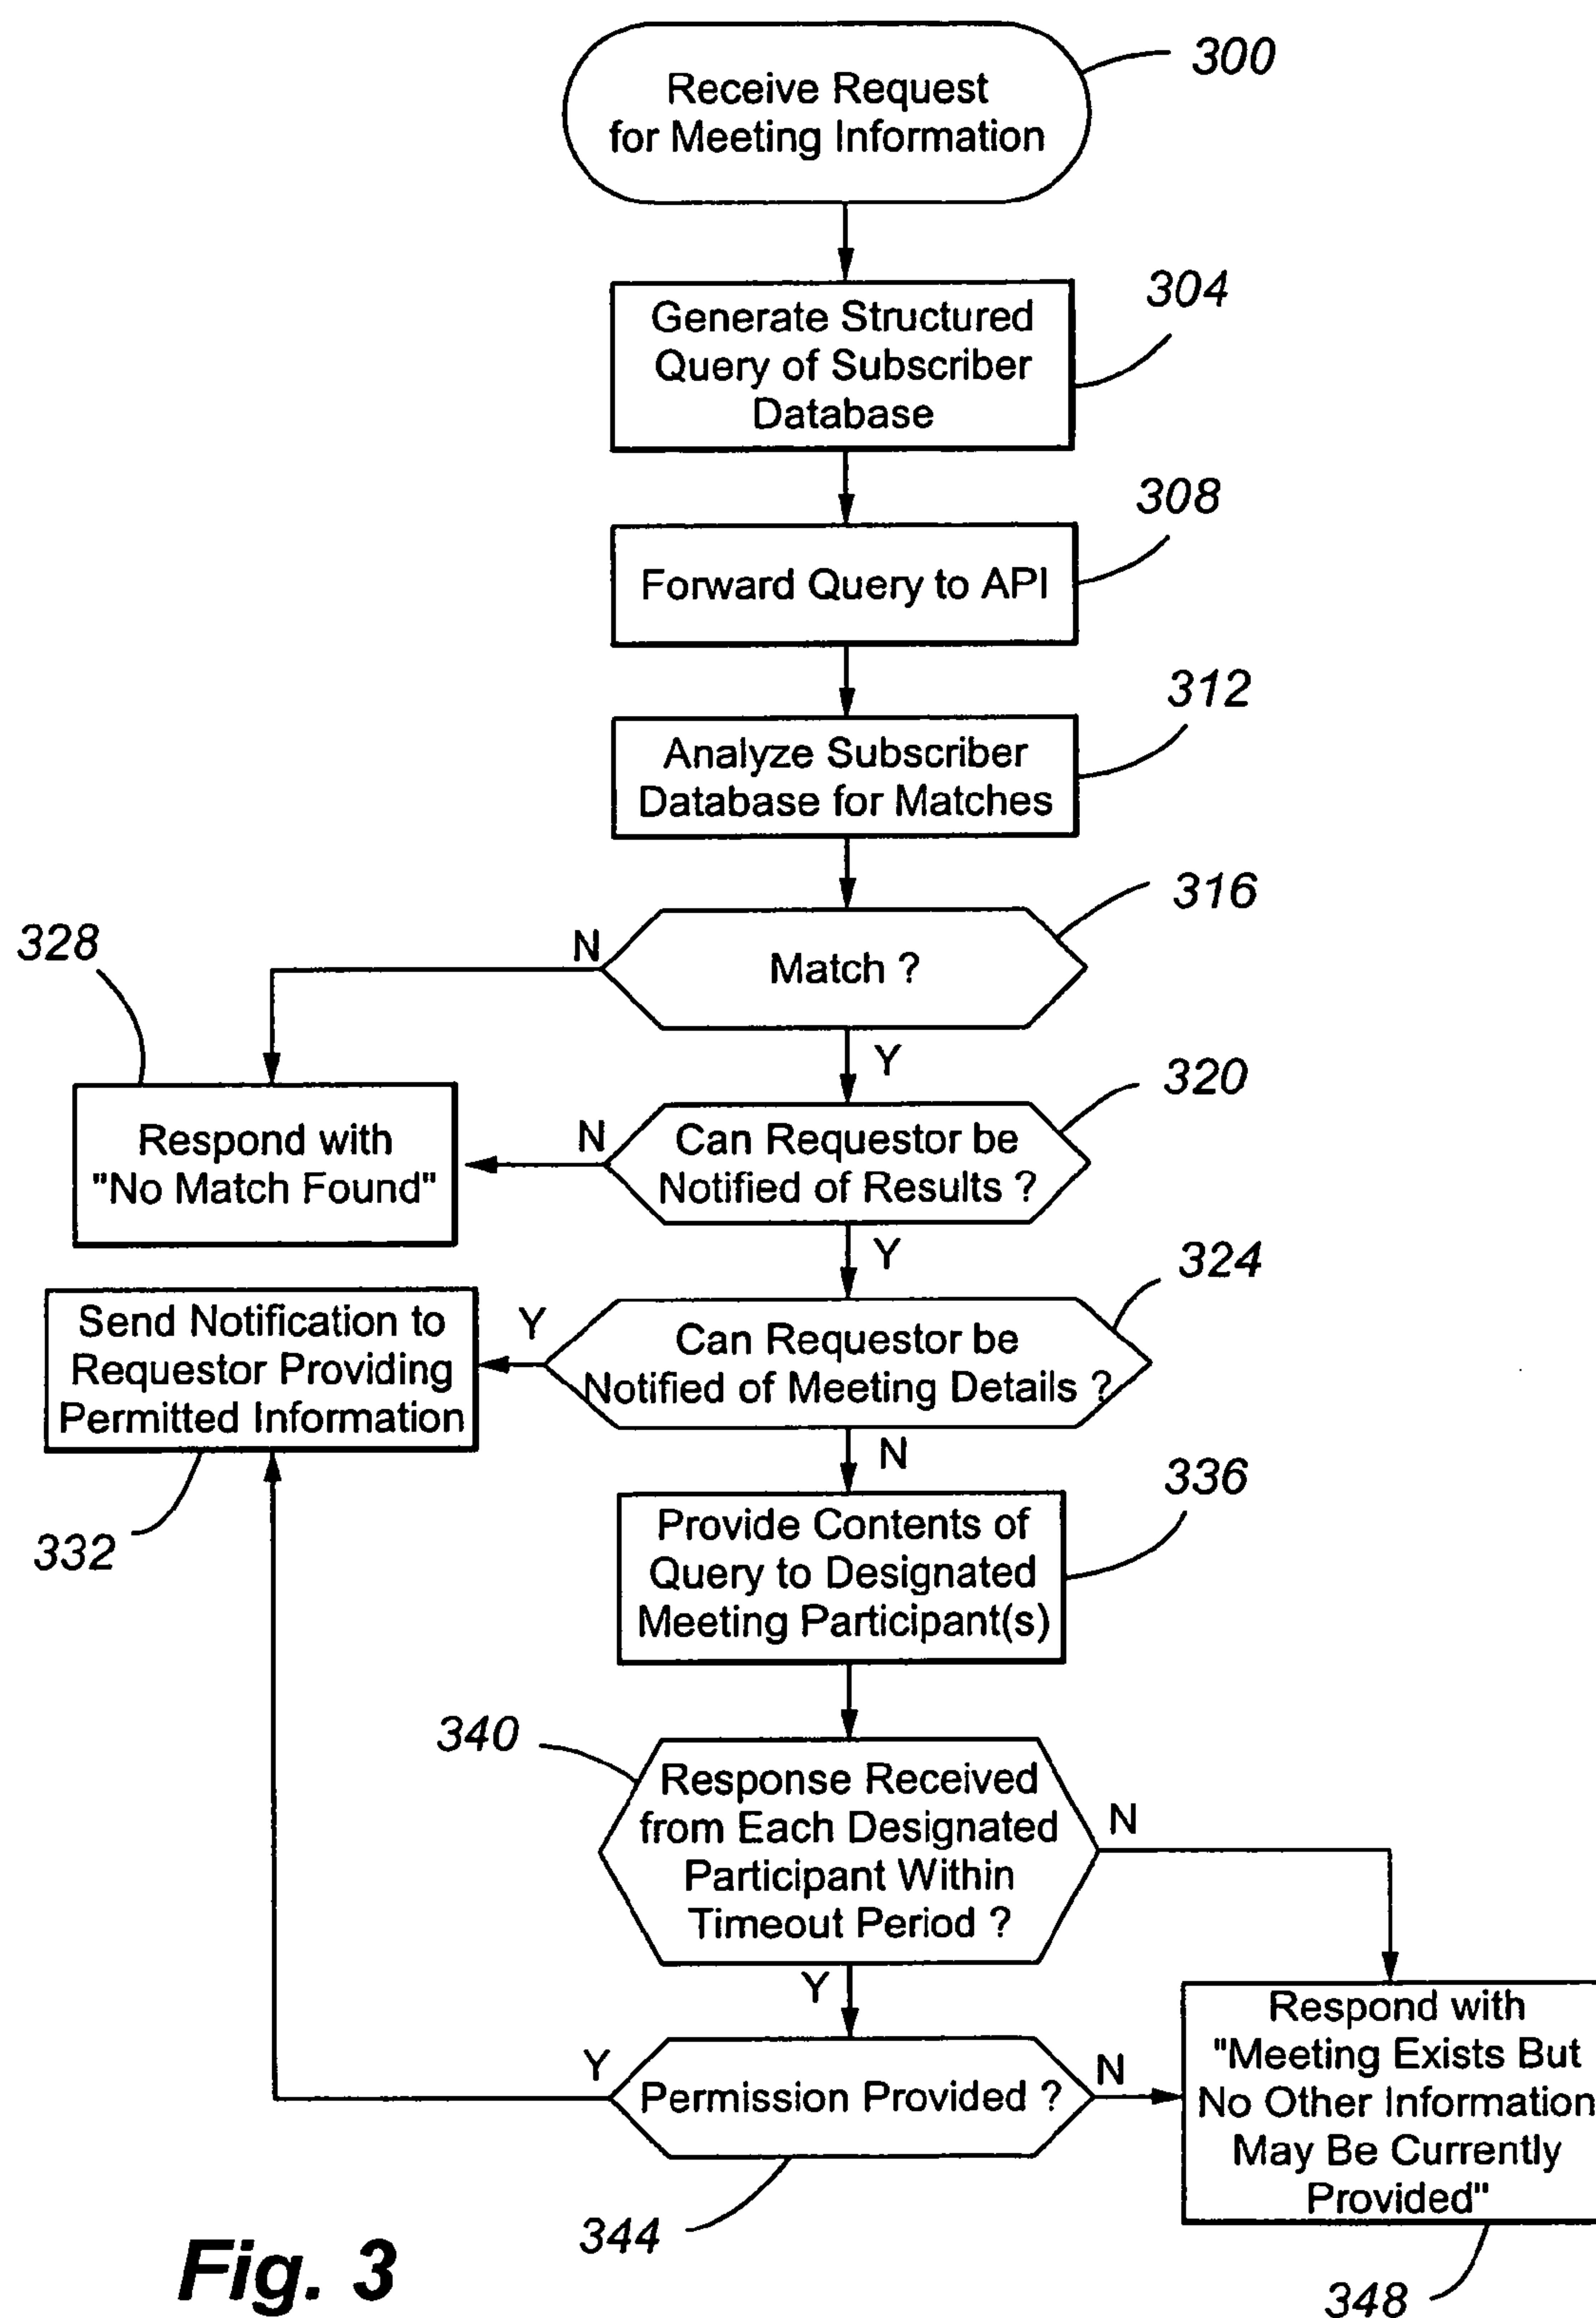 300
Receive Request
for Meeting Information
304
Generate Structured
Query of Subscriber
Database
308
Forward Query to API
312
Analyze Subscriber
Database for Matches
316
Match ?
N
Y
328
Respond with
"No Match Found"
320
Can Requestor be
Notified of Results ?
N
Y
324
Can Requestor be
Notified of Meeting Details ?
Y
N
Send Notification to
Requestor Providing
Permitted Information
332
336
Provide Contents of
Query to Designated
Meeting Participant(s)
340
Response Received
from Each Designated
Participant Within
Timeout Period ?
N
Y
Permission Provided ?
Y
N
344
Respond with
"Meeting Exists But
No Other Information
May Be Currently
Provided"
348
Fig. 3